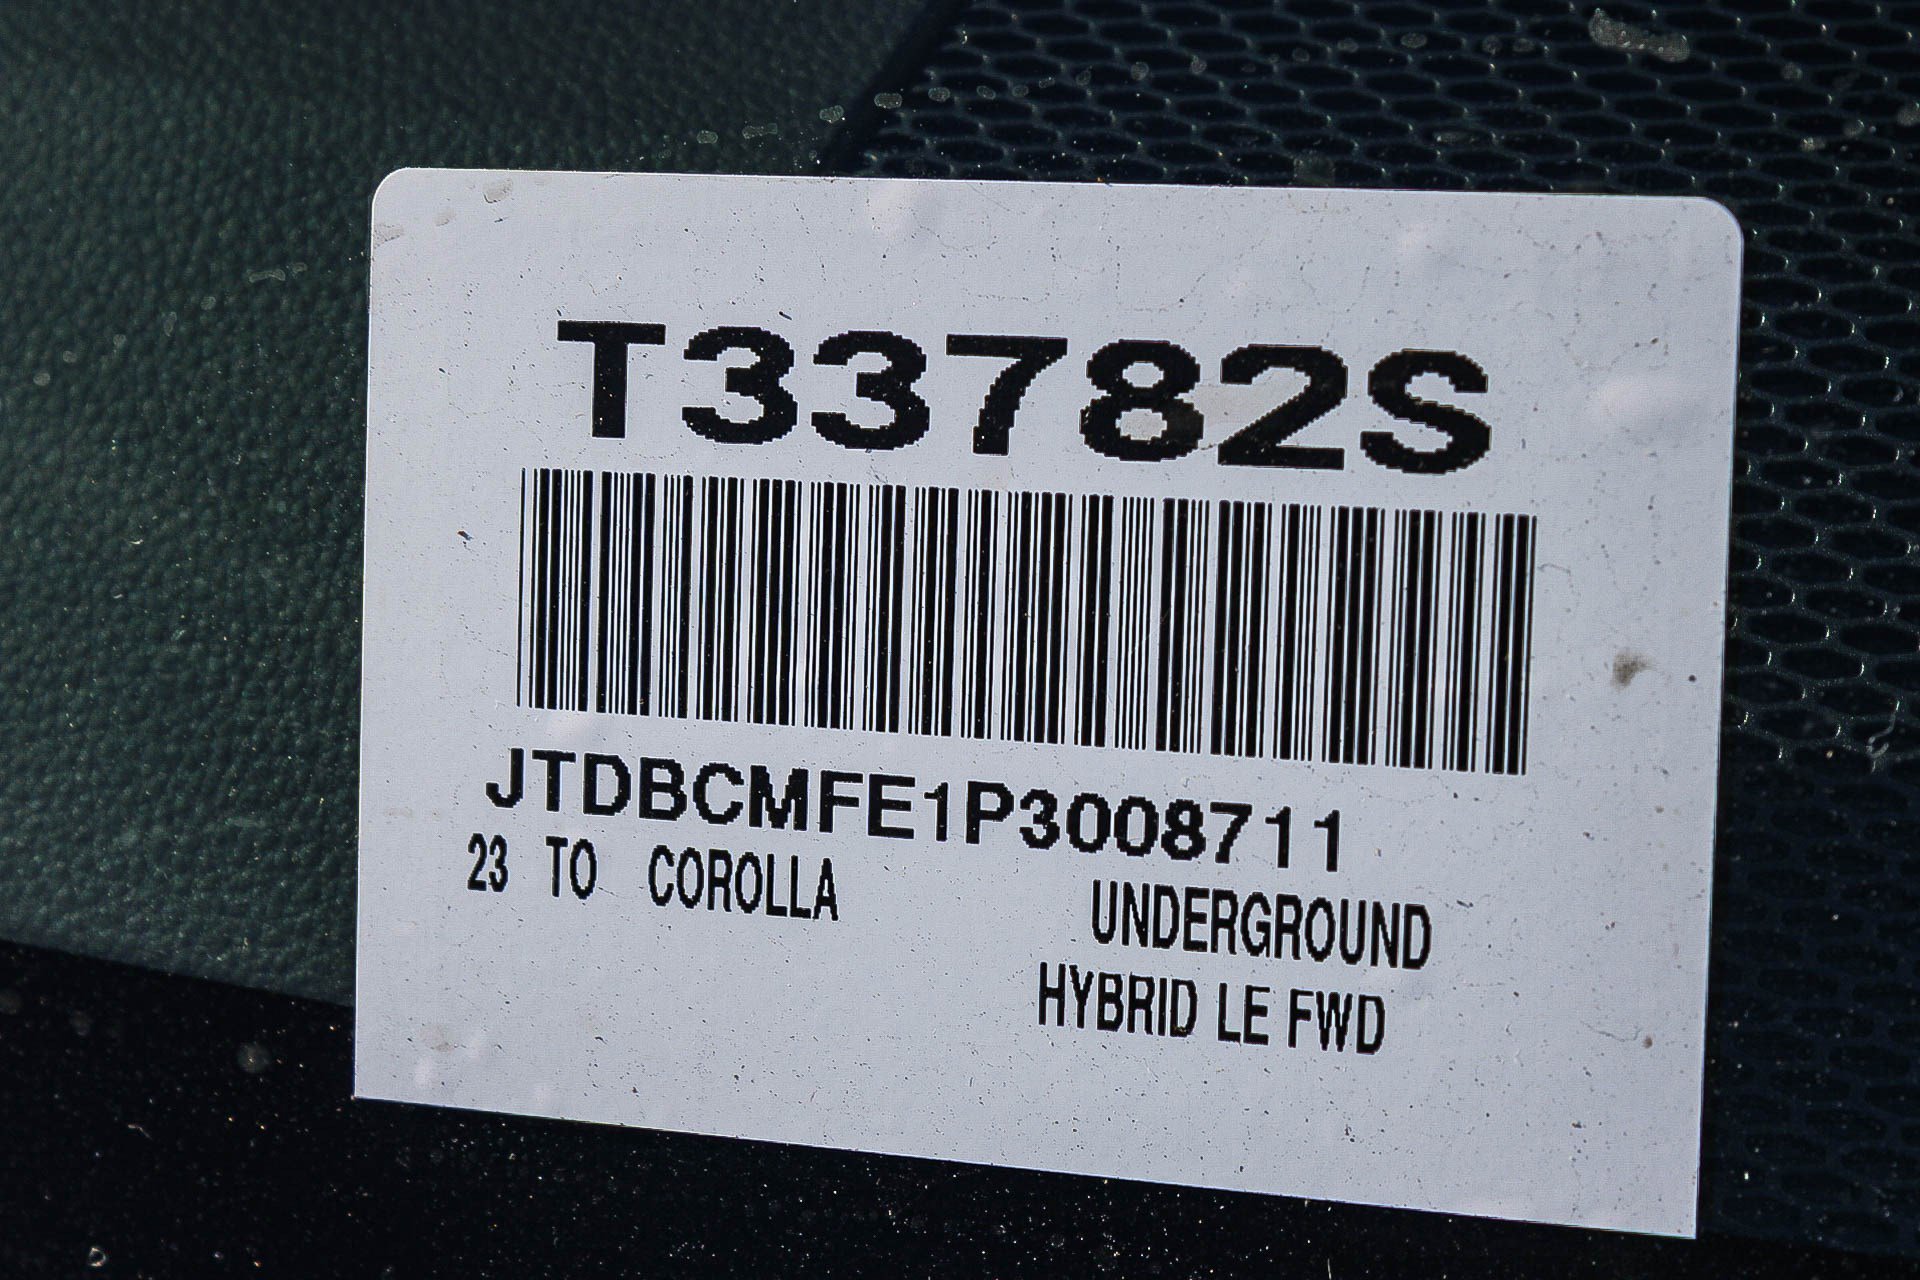 T33782S
JTDBCMFE1P3008711
23 TO COROLLA UNDERGROUND
HYBRID LE FWD